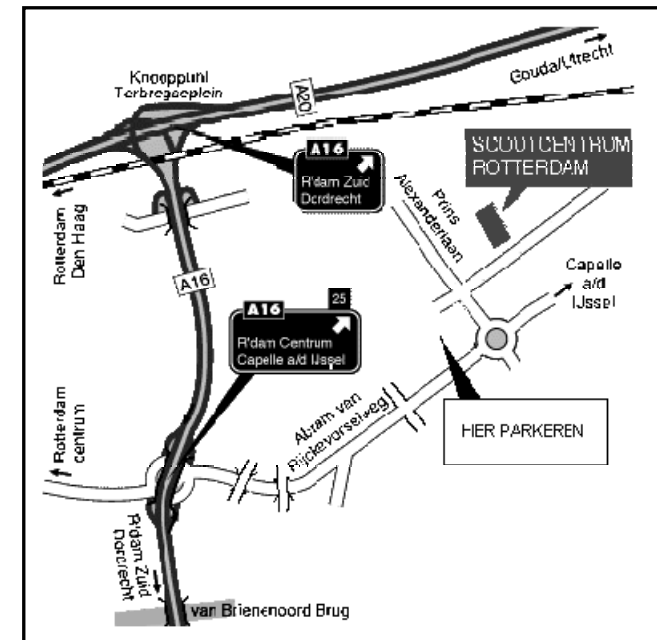 Knooppunt
Terbregseplein
A20
Gouda/Utrecht
A16
R'dam Zuid
Dordrecht
SCOUTCENTRUM
ROTTERDAM
Prins
Alexanderlaan
Rotterdam
Den Haag
A16
Capelle
a/d
IJssel
25
A16
R'dam Centrum
Capelle a/d IJssel
Abram van
Rijckevorselweg
HIER PARKEREN
Rotterdam
centrum
R'dam Zuid
Dordrecht
van Brienenoord Brug